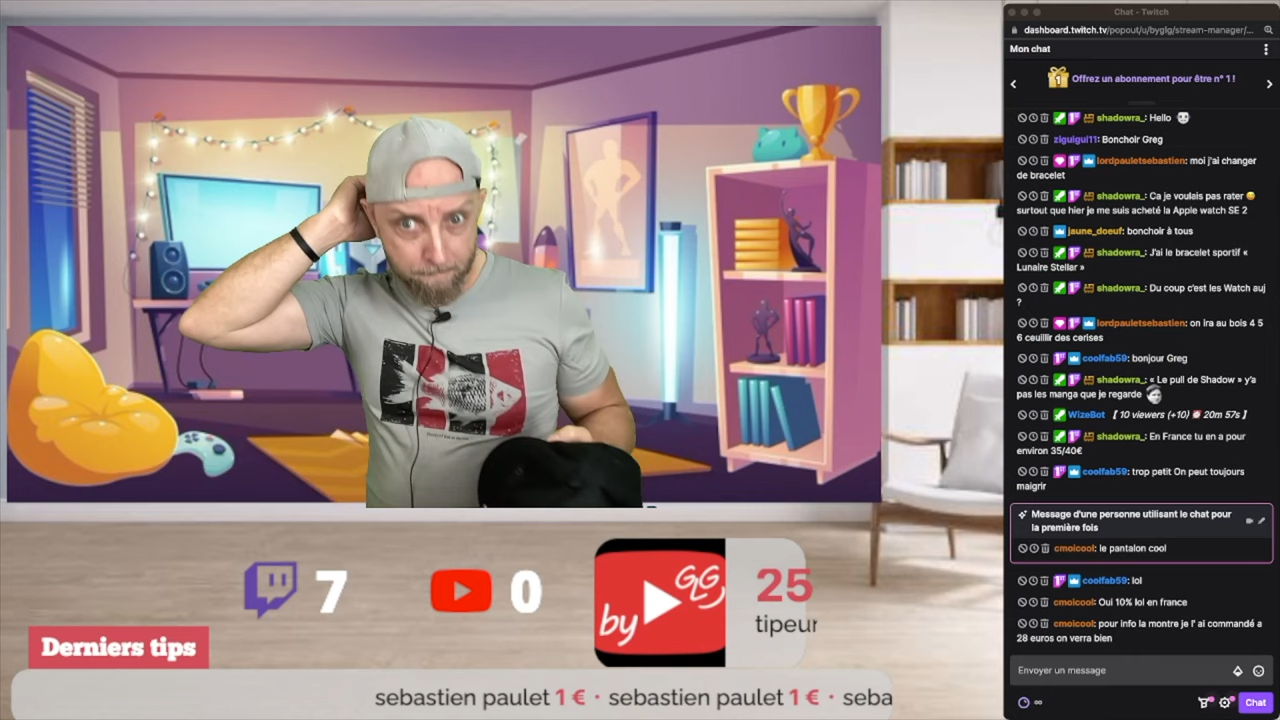 Chat - Twitch
dashboard.twitch.tv/popout/u/byglg/stream-manager/...
Mon chat
1
Offrez un abonnement pour être n° 1 !
shadowra_: Hello
ziguigui11: Bonchoir Greg
lordpauletsebastien: moi j'ai changer
de bracelet
shadowra_: Ca je voulais pas rater
surtout que hier je me suis acheté la Apple watch SE 2
jaune_doeuf: bonchoir à tous
shadowra_: J'ai le bracelet sportif «
Lunaire Stellar »
shadowra_: Du coup c'est les Watch auj
?
lordpauletsebastien: on ira au bois 4 5
6 ceuillir des cerises
coolfab59: bonjour Greg
shadowra_: « Le pull de Shadow » y'a
pas les manga que je regarde
WizeBot 【 10 viewers (+10) ⏰ 20m 57s 】
shadowra_: En France tu en a pour
environ 35/40€
coolfab59: trop petit On peut toujours
maigrir
Message d'une personne utilisant le chat pour
la première fois
cmoicool: le pantalon cool
coolfab59: lol
cmoicool: Oui 10% lol en france
cmoicool: pour info la montre je l' ai commandé a
28 euros on verra bien
Envoyer un message
Chat
7
0
by GLG
25
tipeur
Derniers tips
sebastien paulet 1 € · sebastien paulet 1 € · seba